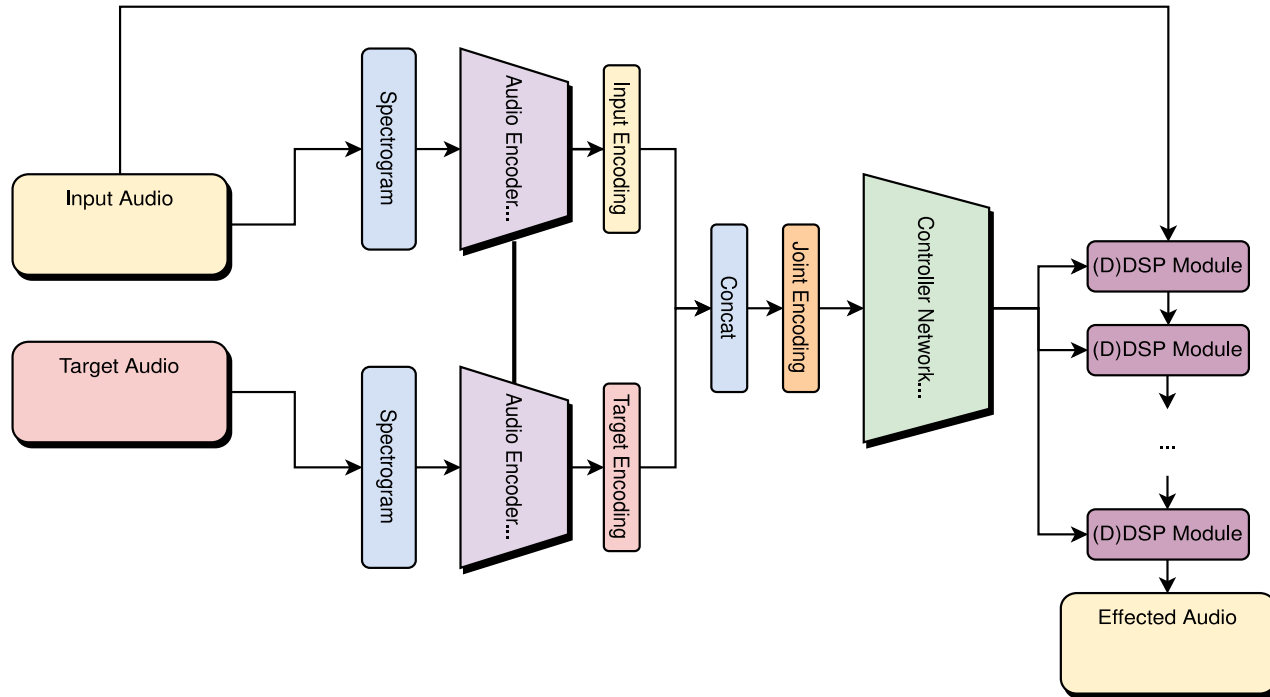 Input Audio
Target Audio
Spectrogram
Audio Encoder...
Input Encoding
Spectrogram
Audio Encoder...
Target Encoding
Concat
Joint Encoding
Controller Network...
(D)DSP Module
(D)DSP Module
...
(D)DSP Module
Effected Audio